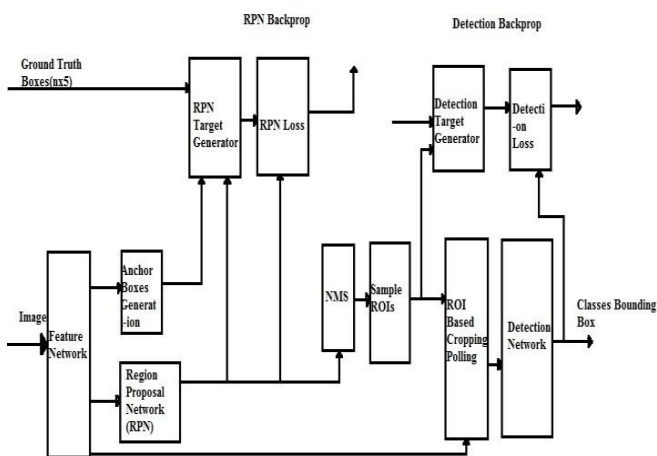 RPN Backprop
Detection Backprop
Ground Truth
Boxes(nx5)
RPN
Target
Generator
RPN Loss
Detection
Target
Generator
Detecti
-on
Loss
Image
Feature
Network
Anchor
Boxes
Generat
-ion
Region
Proposal
Network
(RPN)
NMS
Sample
ROIs
ROI
Based
Cropping
Polling
Detection
Network
Classes Bounding
Box